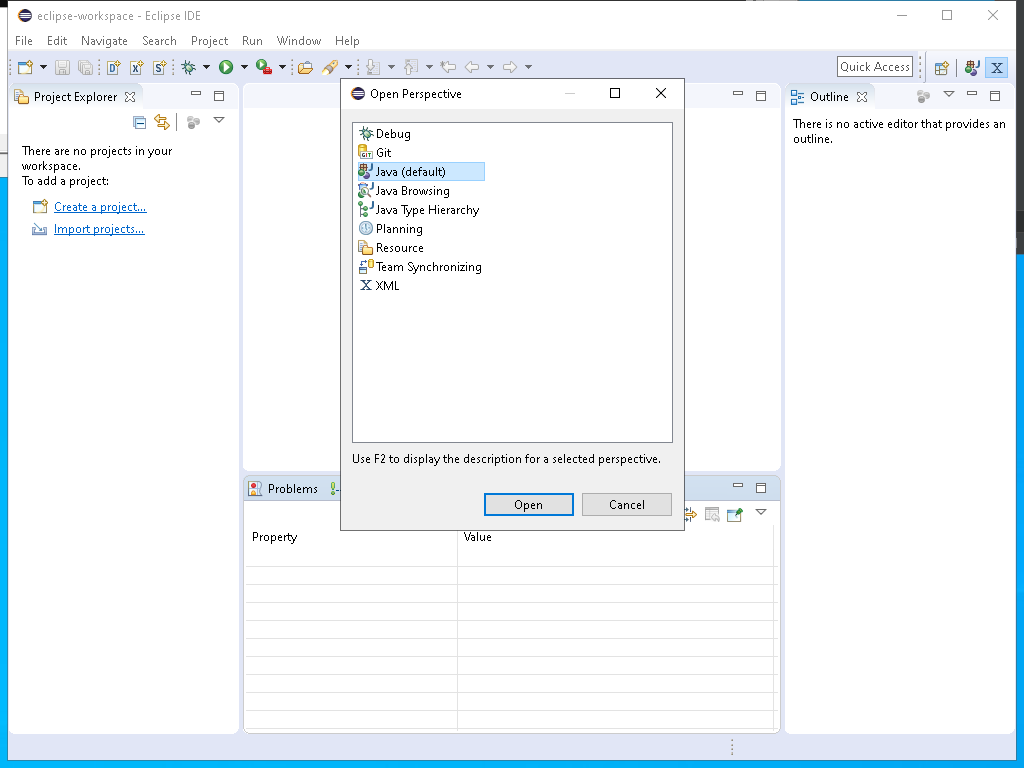 eclipse-workspace - Eclipse IDE
File Edit Navigate Search Project Run Window Help
Quick Access
Project Explorer
There are no projects in your
workspace.
To add a project:
Create a project...
Import projects...
Open Perspective
Debug
Git
Java (default)
Java Browsing
Java Type Hierarchy
Planning
Resource
Team Synchronizing
XML
Use F2 to display the description for a selected perspective.
Open Cancel
Outline
There is no active editor that provides an
outline.
Problems
Property Value